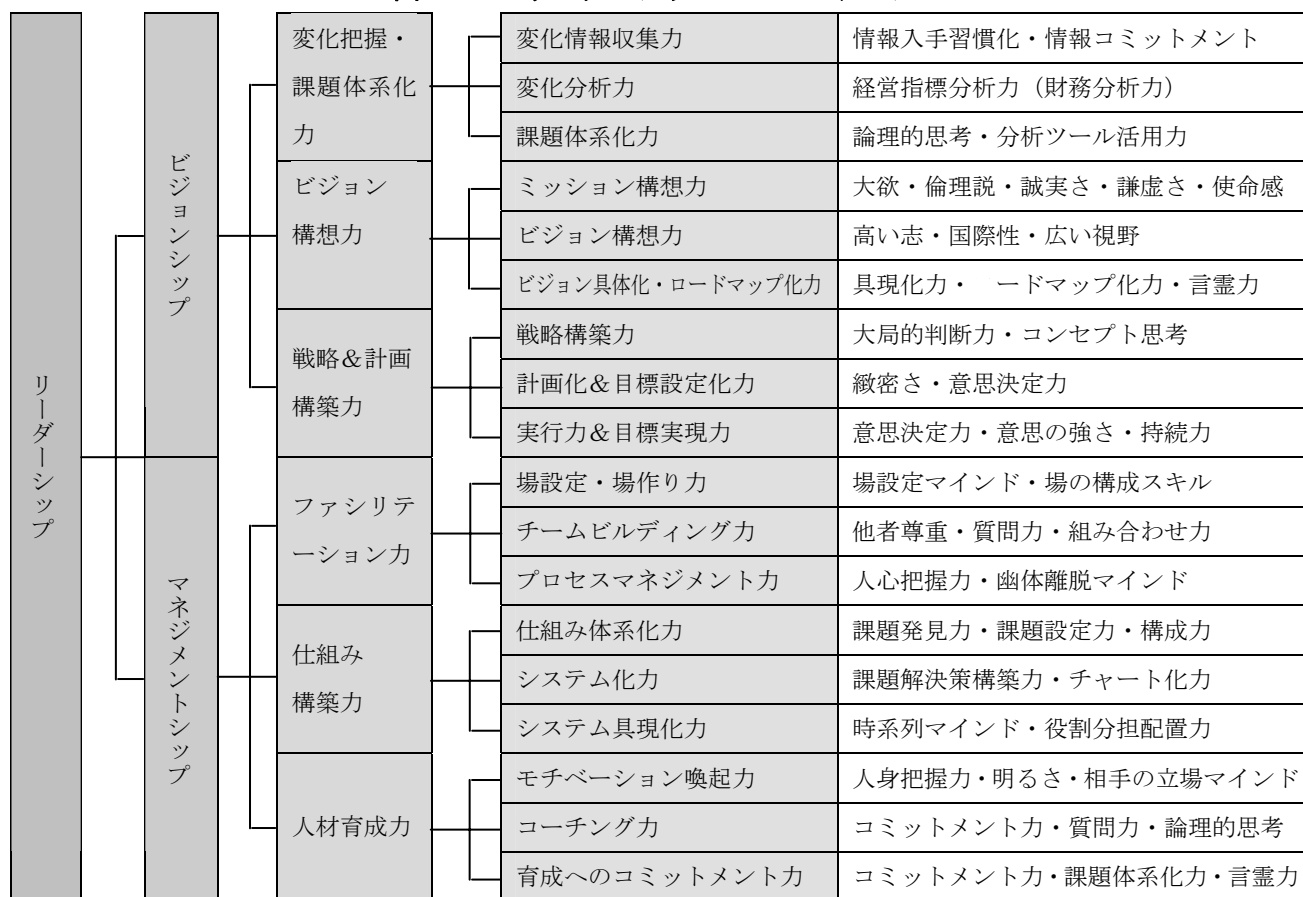 リーダーシップ
ビジョンシップ
変化把握・
課題体系化
力
変化情報収集力 情報入手習慣化・情報コミットメント
変化分析力 経営指標分析力（財務分析力）
課題体系化力 論理的思考・分析ツール活用力
ビジョン
構想力
ミッション構想力 大欲・倫理説・誠実さ・謙虚さ・使命感
ビジョン構想力 高い志・国際性・広い視野
ビジョン具体化・ロードマップ化力 具現化力・　ードマップ化力・言霊力
戦略＆計画
構築力
戦略構築力 大局的判断力・コンセプト思考
計画化＆目標設定化力 緻密さ・意思決定力
実行力＆目標実現力 意思決定力・意思の強さ・持続力
マネジメントシップ
ファシリテ
ーション力
場設定・場作り力 場設定マインド・場の構成スキル
チームビルディング力 他者尊重・質問力・組み合わせ力
プロセスマネジメント力 人心把握力・幽体離脱マインド
仕組み
構築力
仕組み体系化力 課題発見力・課題設定力・構成力
システム化力 課題解決策構築力・チャート化力
システム具現化力 時系列マインド・役割分担配置力
人材育成力
モチベーション喚起力 人身把握力・明るさ・相手の立場マインド
コーチング力 コミットメント力・質問力・論理的思考
育成へのコミットメント力 コミットメント力・課題体系化力・言霊力